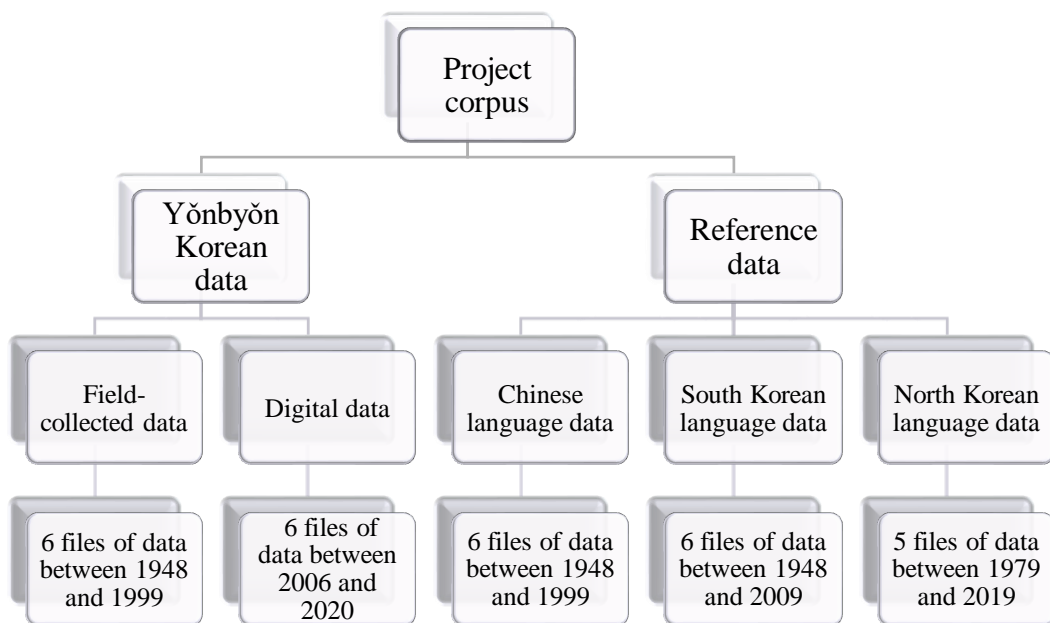 Project
corpus
Yǒnbyǒn
Korean
data
Reference
data
Field-
collected data
Digital data
Chinese
language data
South Korean
language data
North Korean
language data
6 files of data
between 1948
and 1999
6 files of
data between
2006 and
2020
6 files of data
between 1948
and 1999
6 files of data
between 1948
and 2009
5 files of data
between 1979
and 2019